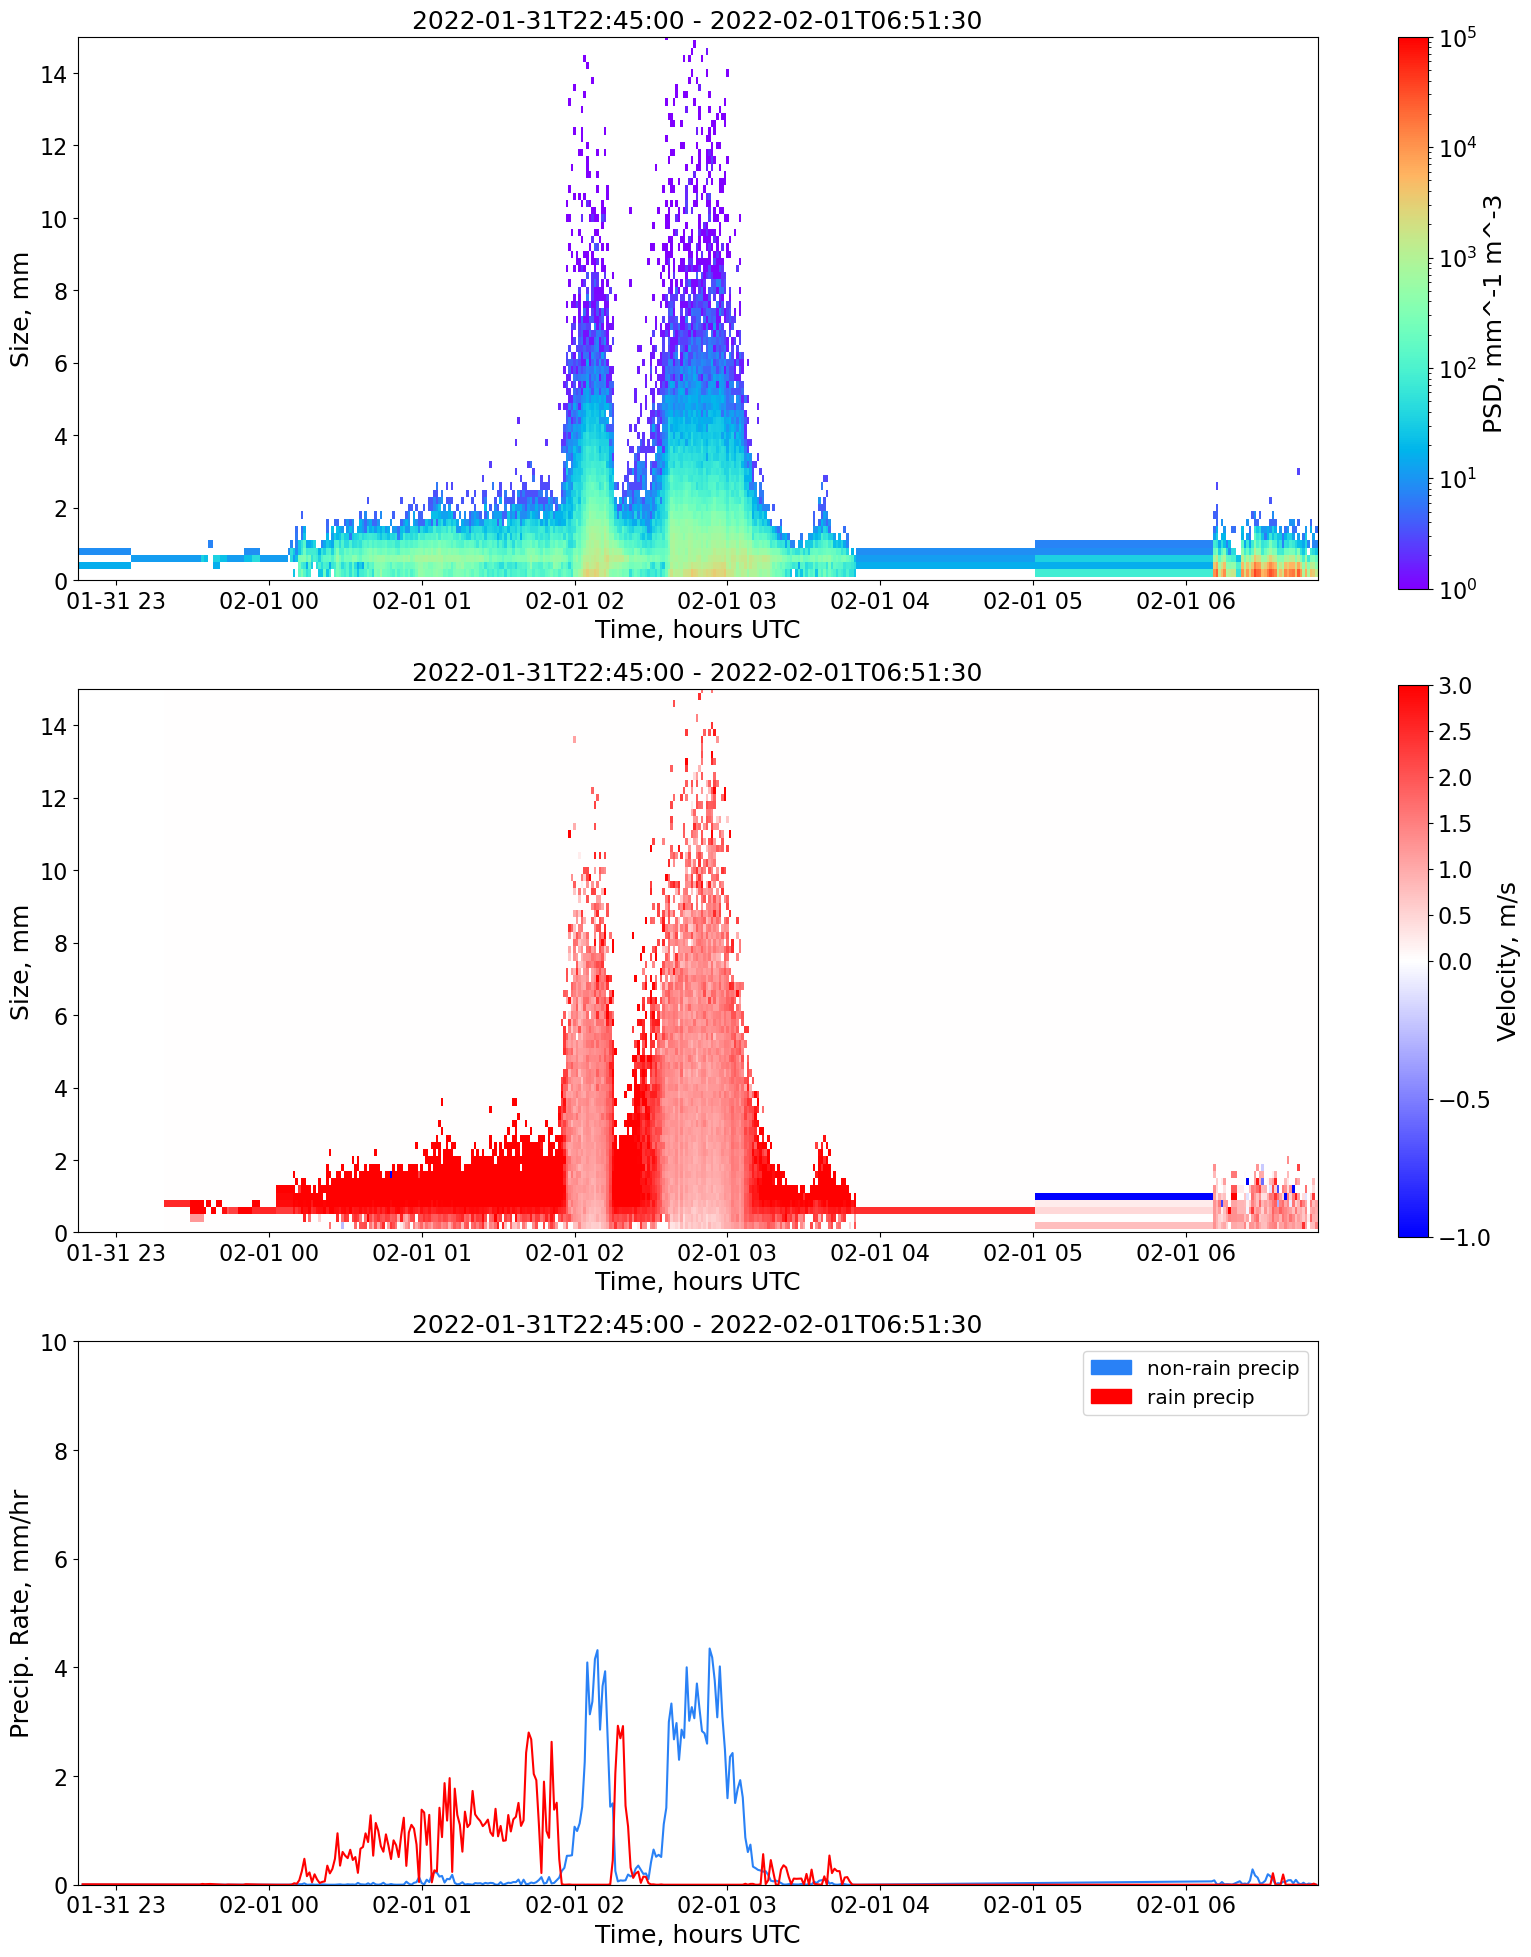 2022-01-31T22:45:00 - 2022-02-01T06:51:30
Size, mm
14
12
10
8
6
4
2
0
01-31 23 02-01 00 02-01 01 02-01 02 02-01 03 02-01 04 02-01 05 02-01 06
Time, hours UTC
10^5
10^4
10^3
10^2
10^1
10^0
PSD, mm^-1 m^-3
2022-01-31T22:45:00 - 2022-02-01T06:51:30
Size, mm
14
12
10
8
6
4
2
0
01-31 23 02-01 00 02-01 01 02-01 02 02-01 03 02-01 04 02-01 05 02-01 06
Time, hours UTC
3.0
2.5
2.0
1.5
1.0
0.5
0.0
−0.5
−1.0
Velocity, m/s
2022-01-31T22:45:00 - 2022-02-01T06:51:30
Precip. Rate, mm/hr
10
8
6
4
2
0
non-rain precip
rain precip
01-31 23 02-01 00 02-01 01 02-01 02 02-01 03 02-01 04 02-01 05 02-01 06
Time, hours UTC